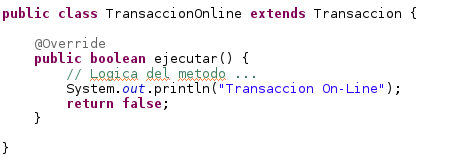 public class TransaccionOnline extends Transaccion {
@Override
public boolean ejecutar() {
// Logica del metodo ...
System.out.println("Transaccion On-Line");
return false;
}
}